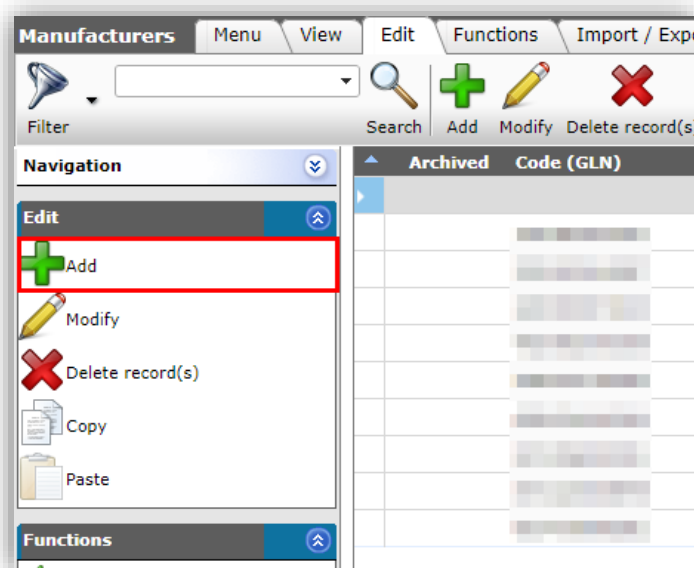 Manufacturers Menu View Edit Functions Import / Expo
Filter Search Add Modify Delete record(s)
Navigation Archived Code (GLN)
Edit
Add
Modify
Delete record(s)
Copy
Paste
Functions